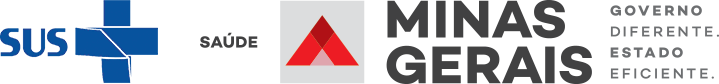 SUS
SAÚDE
MINAS
GERAIS
GOVERNO
DIFERENTE.
ESTADO
EFICIENTE.